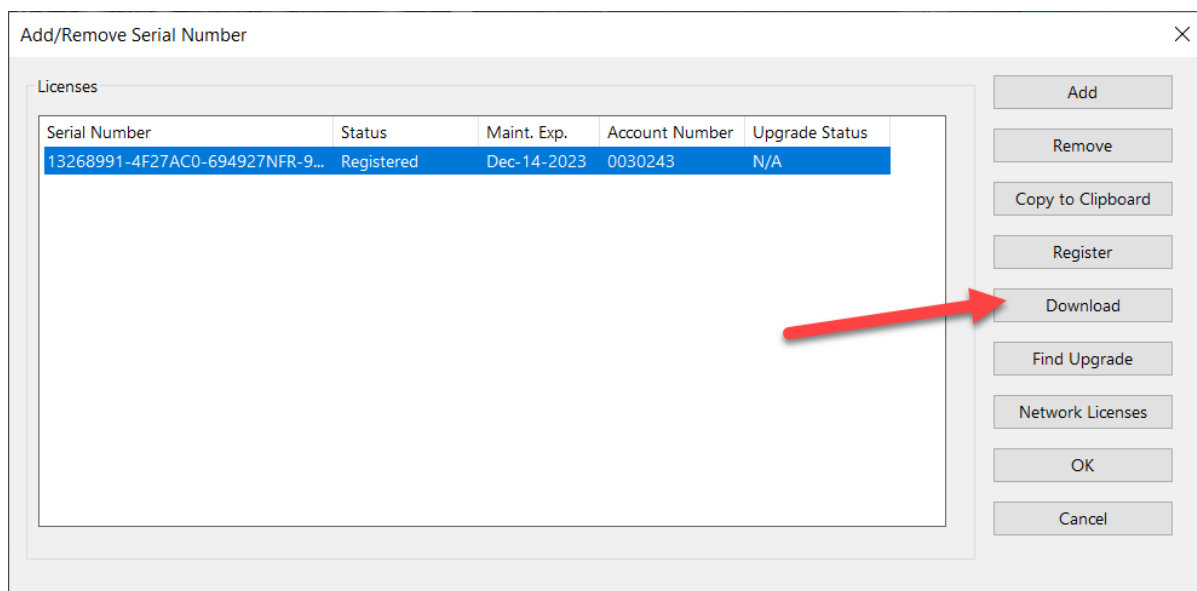 Add/Remove Serial Number
Licenses
Serial Number Status Maint. Exp. Account Number Upgrade Status
13268991-4F27AC0-694927NFR-9... Registered Dec-14-2023 0030243 N/A
Add
Remove
Copy to Clipboard
Register
Download
Find Upgrade
Network Licenses
OK
Cancel